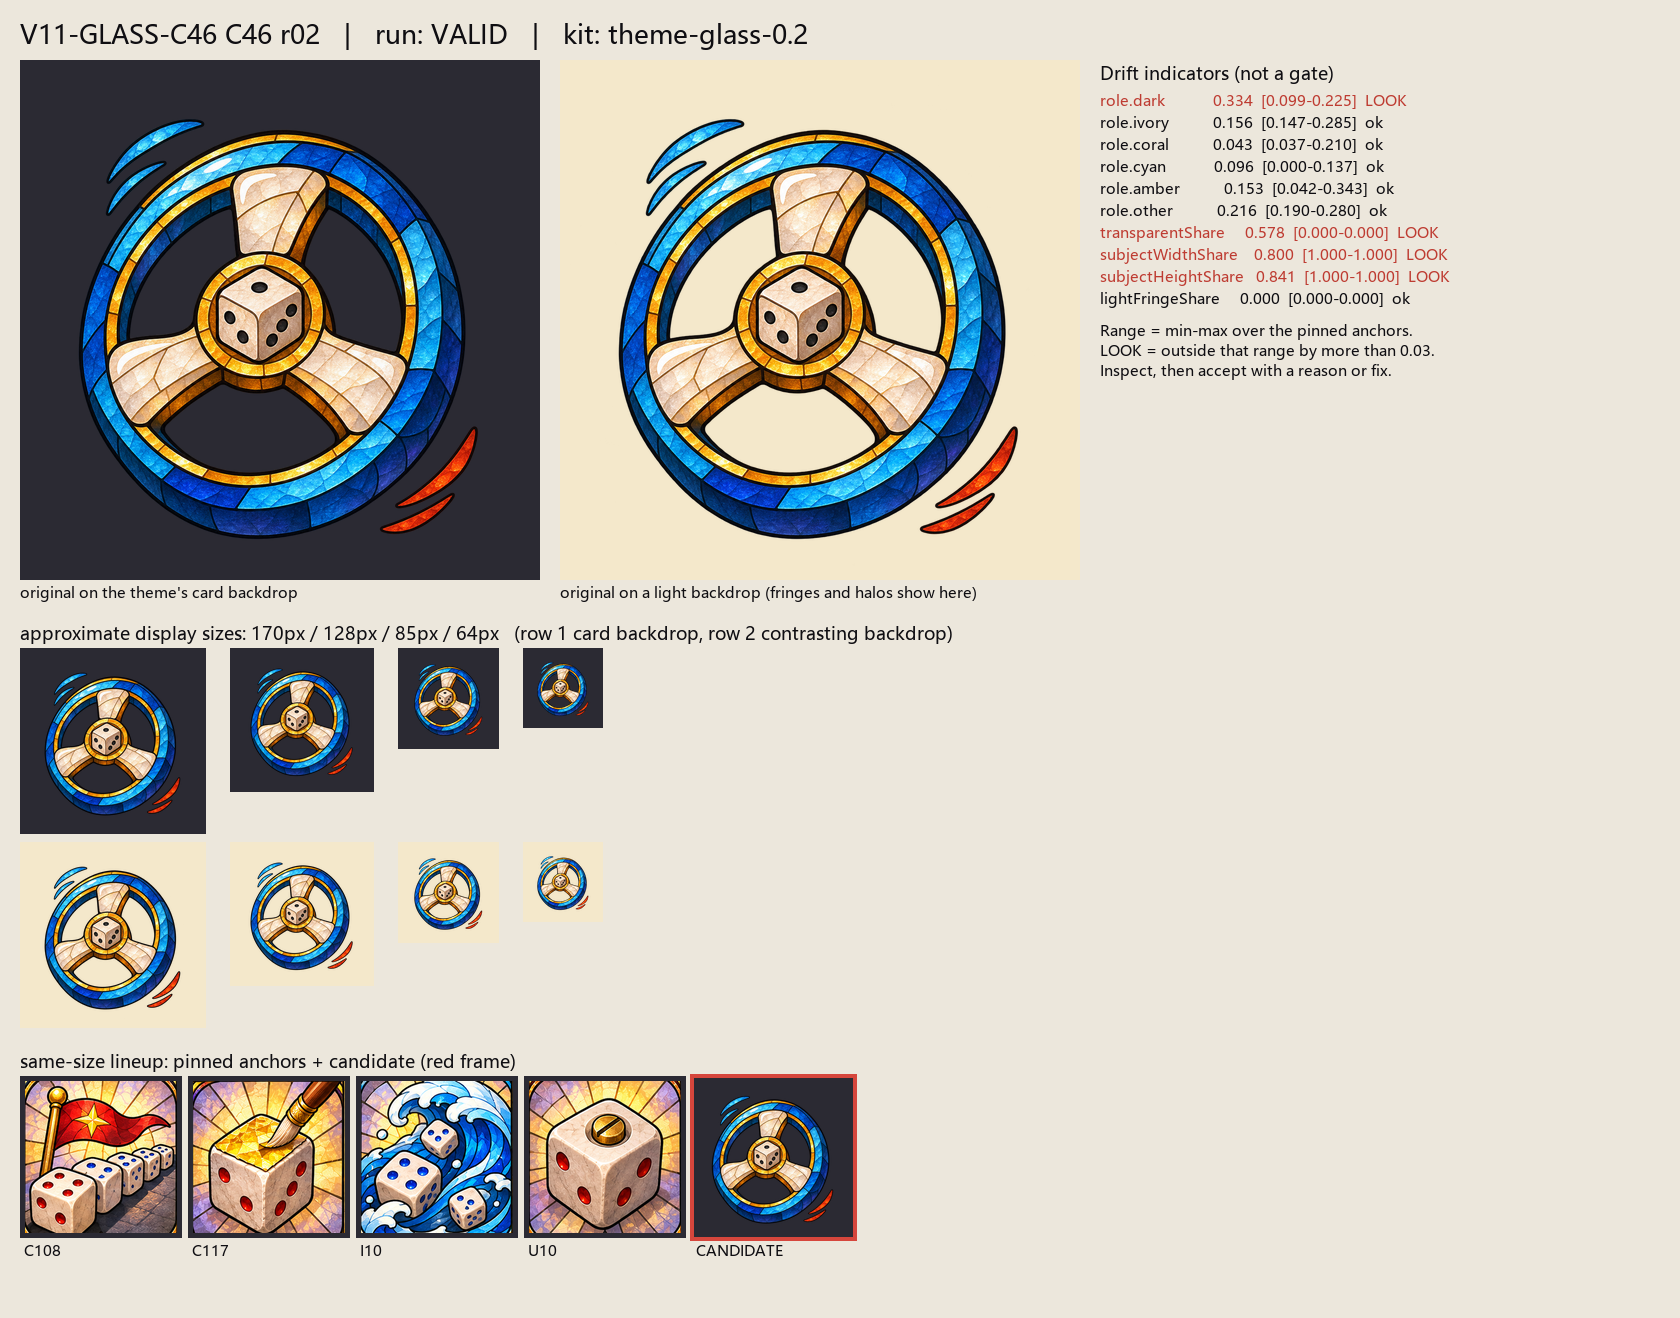 V11-GLASS-C46 C46 r02 | run: VALID | kit: theme-glass-0.2
Drift indicators (not a gate)
role.dark 0.334 [0.099-0.225] LOOK
role.ivory 0.156 [0.147-0.285] ok
role.coral 0.043 [0.037-0.210] ok
role.cyan 0.096 [0.000-0.137] ok
role.amber 0.153 [0.042-0.343] ok
role.other 0.216 [0.190-0.280] ok
transparentShare 0.578 [0.000-0.000] LOOK
subjectWidthShare 0.800 [1.000-1.000] LOOK
subjectHeightShare 0.841 [1.000-1.000] LOOK
lightFringeShare 0.000 [0.000-0.000] ok
Range = min-max over the pinned anchors.
LOOK = outside that range by more than 0.03.
Inspect, then accept with a reason or fix.
original on the theme's card backdrop
original on a light backdrop (fringes and halos show here)
approximate display sizes: 170px / 128px / 85px / 64px (row 1 card backdrop, row 2 contrasting backdrop)
same-size lineup: pinned anchors + candidate (red frame)
C108
C117
I10
U10
CANDIDATE